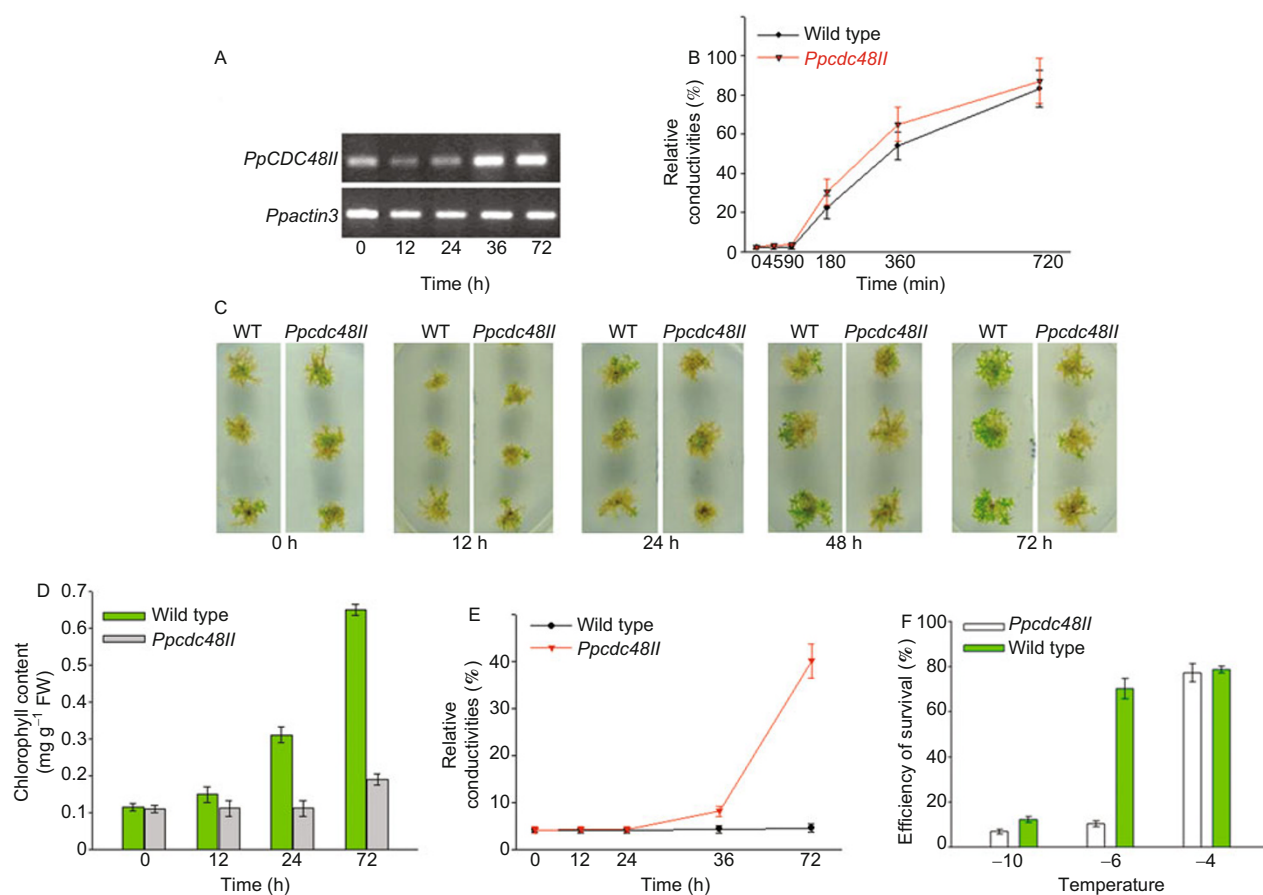 A
PpCDC48II
Ppactin3
0 12 24 36 72
Time (h)
B
Wild type
Ppcdc48II
Relative conductivities (%)
100
80
60
40
20
0
0 45 90 180 360 720
Time (min)
C
WT Ppcdc48II WT Ppcdc48II WT Ppcdc48II WT Ppcdc48II WT Ppcdc48II
0 h 12 h 24 h 48 h 72 h
D
Wild type
Ppcdc48II
Chlorophyll content
(mg g⁻¹ FW)
0.7
0.6
0.5
0.4
0.3
0.2
0.1
0
0 12 24 72
Time (h)
E
Wild type
Ppcdc48II
Relative
conductivities (%)
40
30
20
10
0
0 12 24 36 72
Time (h)
F
Ppcdc48II
Wild type
Efficiency of survival (%)
100
80
60
40
20
0
−10 −6 −4
Temperature